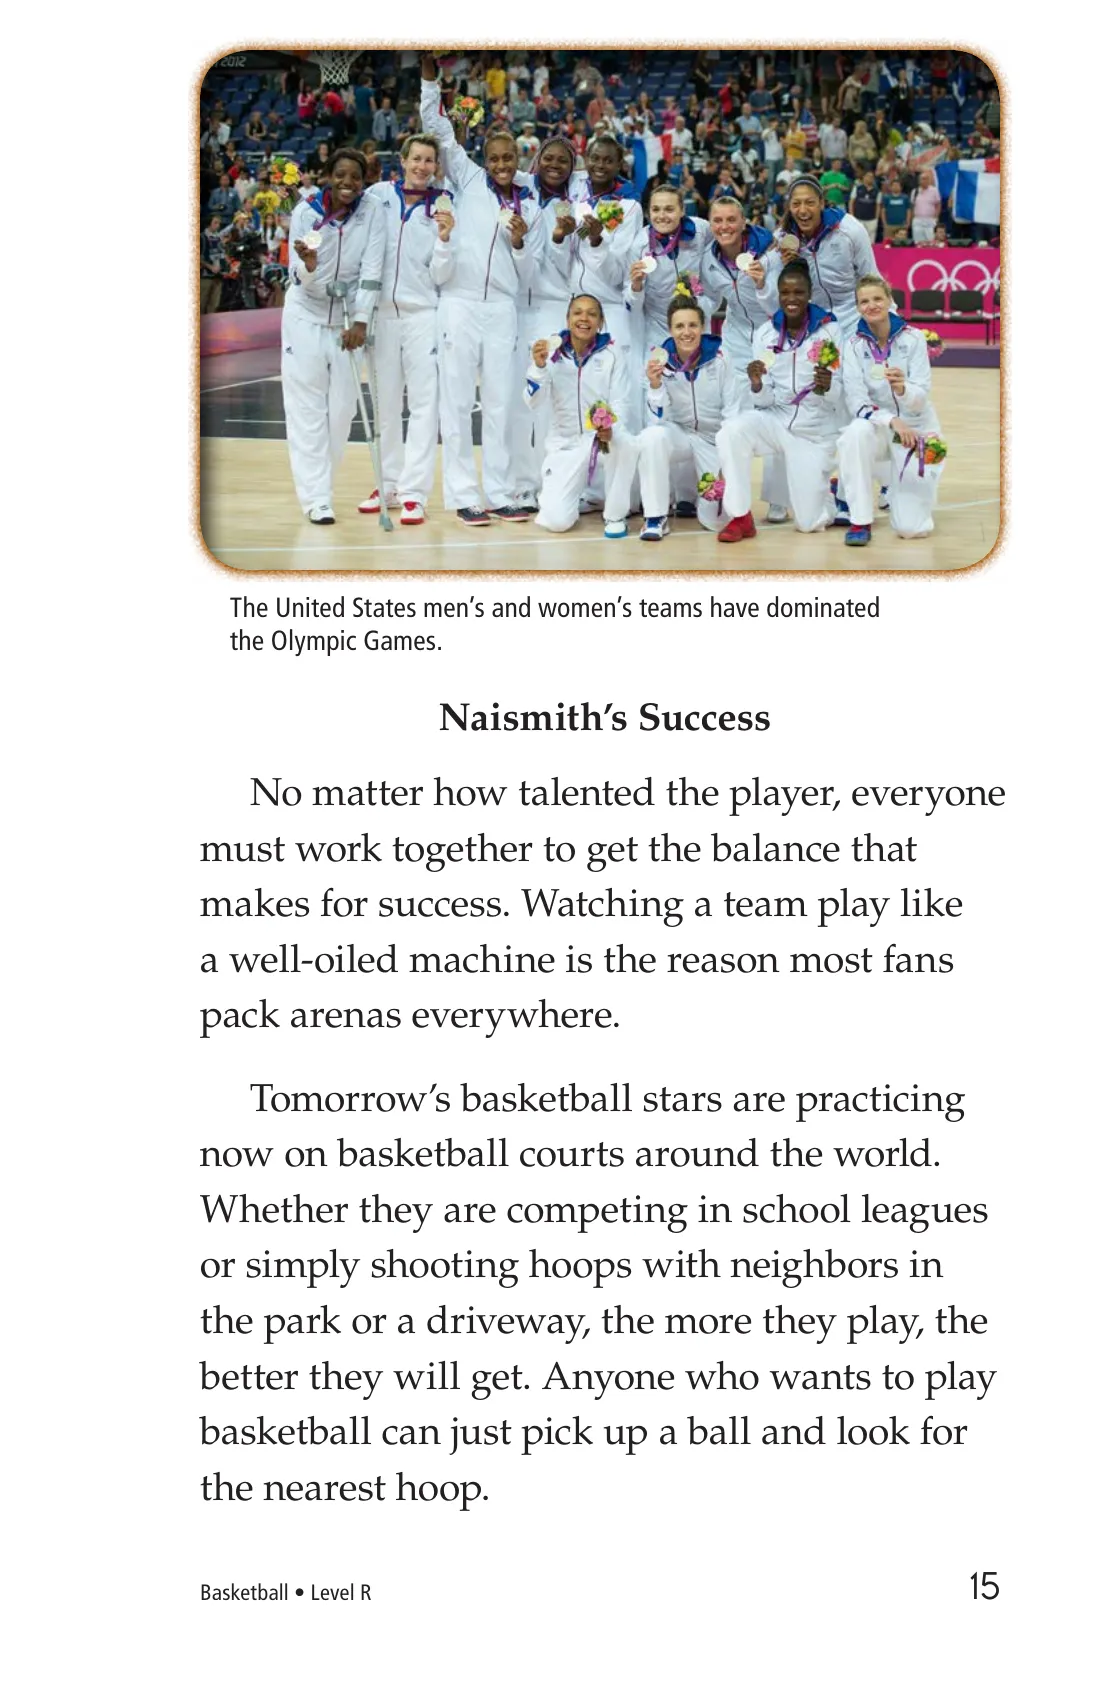 2012
The United States men’s and women’s teams have dominated
the Olympic Games.
Naismith’s Success
No matter how talented the player, everyone
must work together to get the balance that
makes for success. Watching a team play like
a well-oiled machine is the reason most fans
pack arenas everywhere.
Tomorrow’s basketball stars are practicing
now on basketball courts around the world.
Whether they are competing in school leagues
or simply shooting hoops with neighbors in
the park or a driveway, the more they play, the
better they will get. Anyone who wants to play
basketball can just pick up a ball and look for
the nearest hoop.
Basketball • Level R
15